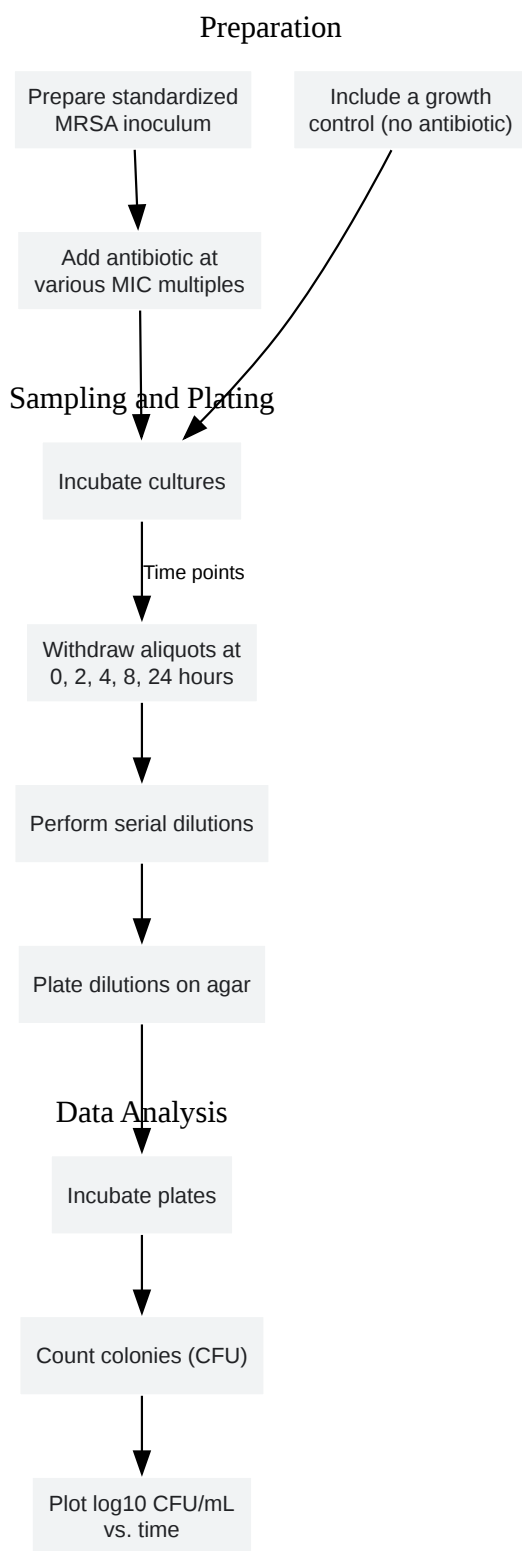 Preparation
Prepare standardized
MRSA inoculum
Include a growth
control (no antibiotic)
Add antibiotic at
various MIC multiples
Sampling and Plating
Incubate cultures
Time points
Withdraw aliquots at
0, 2, 4, 8, 24 hours
Perform serial dilutions
Plate dilutions on agar
Data Analysis
Incubate plates
Count colonies (CFU)
Plot log10 CFU/mL
vs. time